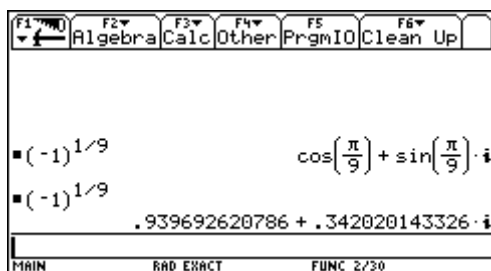 F1 F2 Algebra F3 Calc F4 Other F5 PrgmIO F6 Clean Up
▪(-1)^1/9 cos(π/9) + sin(π/9)·i
▪(-1)^1/9
.939692620786 + .342020143326·i
MAIN RAD EXACT FUNC 2/30